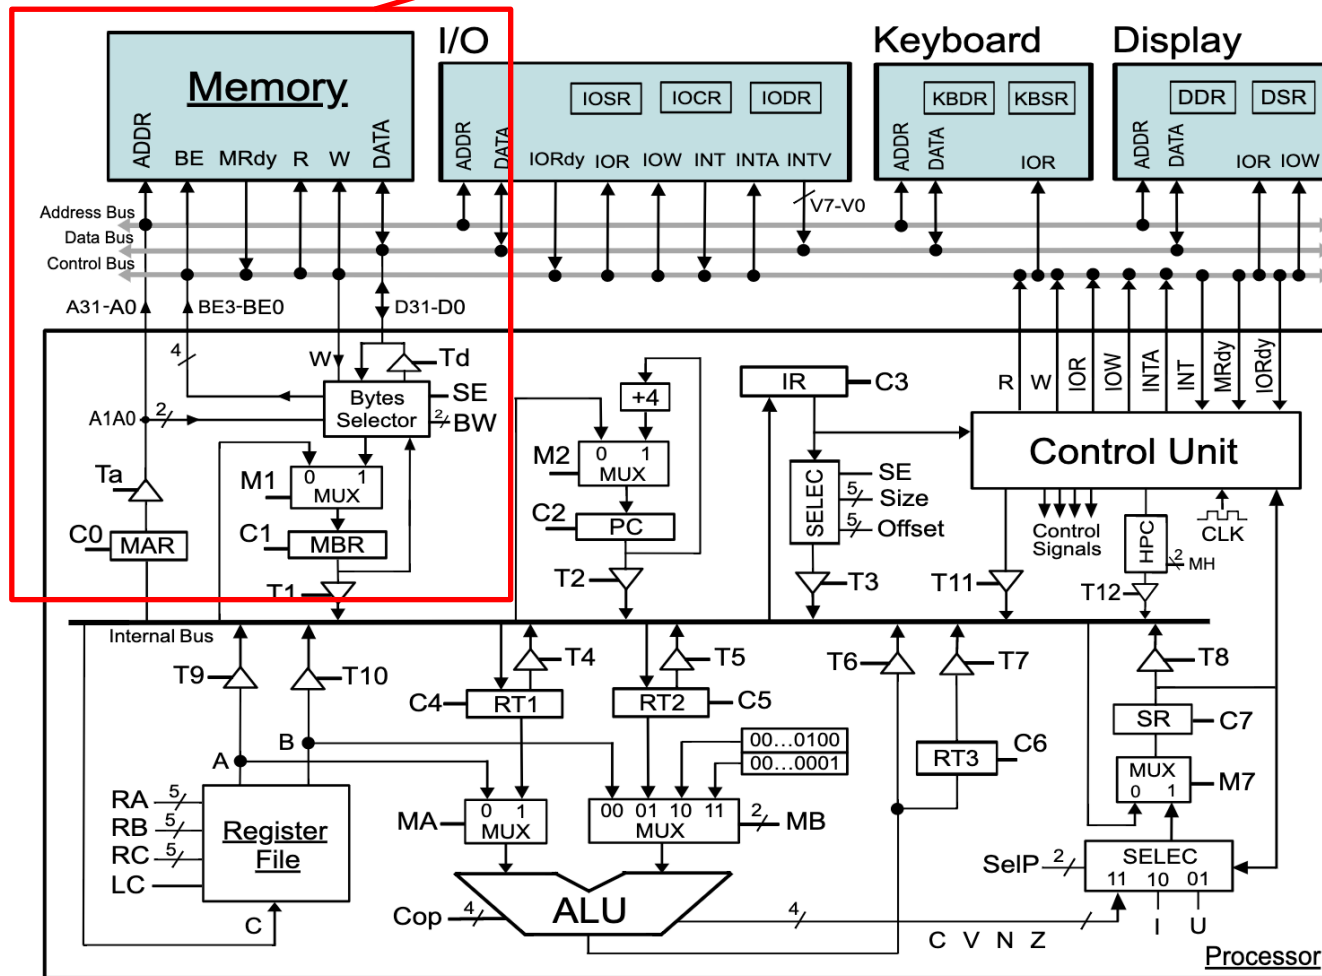 I/O
Keyboard
Display
Memory
IOSR
IOCR
IODR
KBDR
KBSR
DDR
DSR
ADDR
BE
MRdy
R
W
DATA
ADDR
DATA
IORdy
IOR
IOW
INT
INTA
INTV
ADDR
DATA
IOR
ADDR
DATA
IOR
IOW
V7-V0
Address Bus
Data Bus
Control Bus
A31-A0
BE3-BE0
D31-D0
R
W
IOR
IOW
INTA
INT
MRdy
IORdy
4
W
Td
Bytes
Selector
SE
2
BW
A1A0
2
+4
IR
C3
Control Unit
Ta
M1
0 1
MUX
M2
0 1
MUX
SELEC
SE
5
Size
5
Offset
Control
Signals
HPC
2
MH
CLK
C0
MAR
C1
MBR
C2
PC
T1
T2
T3
T11
T12
Internal Bus
T9
T10
T4
T5
T6
T7
T8
C4
RT1
RT2
C5
RT3
C6
SR
C7
A
B
00...0100
00...0001
MUX
0 1
M7
RA
5
RB
5
RC
5
LC
Register
File
C
MA
0 1
MUX
00 01 10 11
MUX
2
MB
SelP
2
SELEC
11 10 01
Cop
4
ALU
4
C V N Z
I
U
Processor